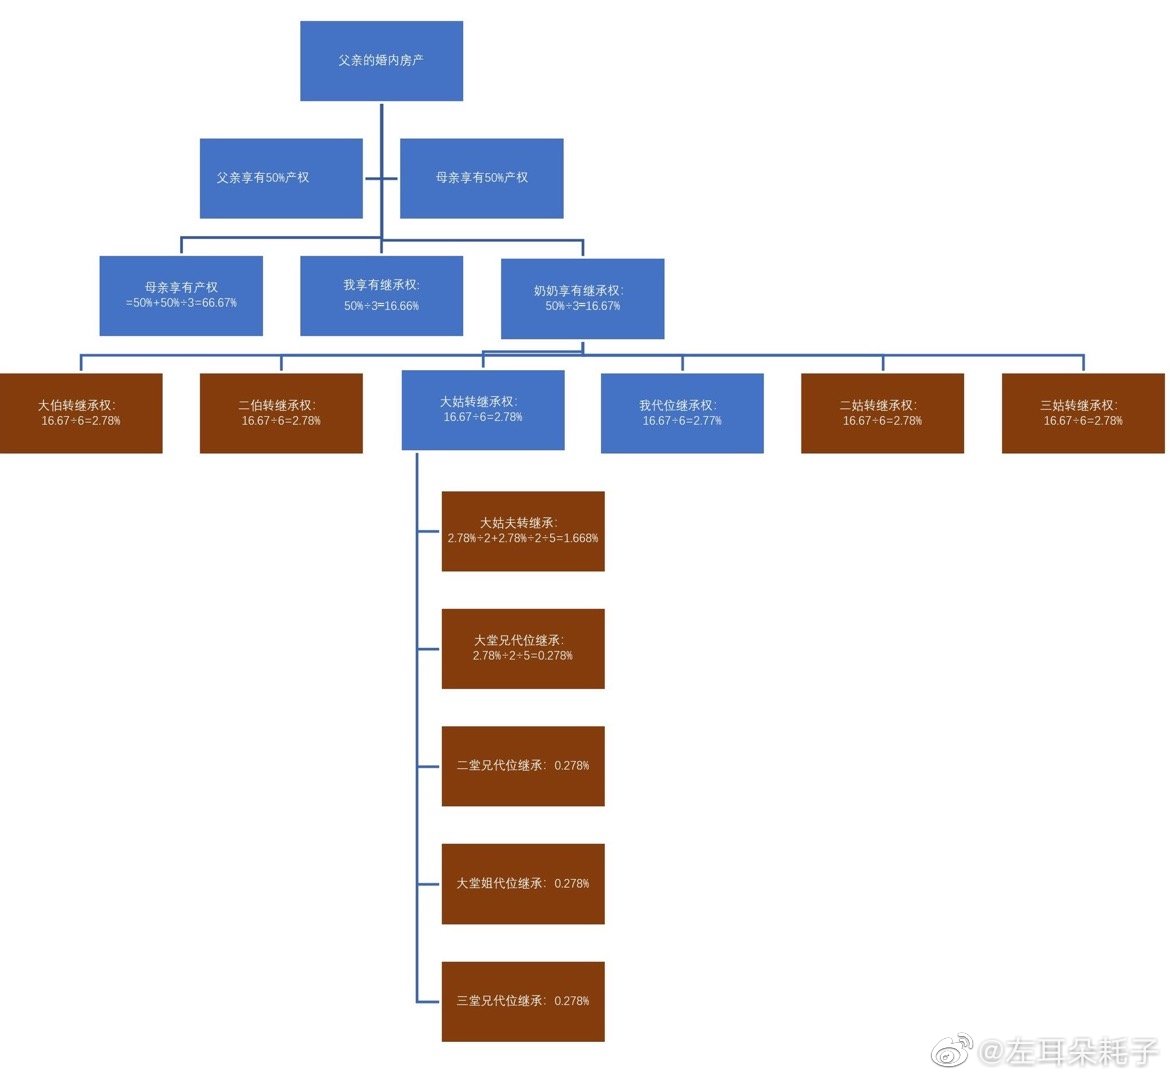 父亲的婚内房产
父亲享有50%产权
母亲享有50%产权
母亲享有产权
=50%+50%÷3=66.67%
我享有继承权:
50%÷3=16.66%
奶奶享有继承权:
50%÷3=16.67%
大伯转继承权:
16.67÷6=2.78%
二伯转继承权:
16.67÷6=2.78%
大姑转继承权:
16.67÷6=2.78%
我代位继承权:
16.67÷6=2.77%
二姑转继承权:
16.67÷6=2.78%
三姑转继承权:
16.67÷6=2.78%
大姑夫转继承:
2.78%÷2+2.78%÷2÷5=1.668%
大堂兄代位继承:
2.78%÷2÷5=0.278%
二堂兄代位继承: 0.278%
大堂姐代位继承: 0.278%
三堂兄代位继承: 0.278%
@左耳朵耗子